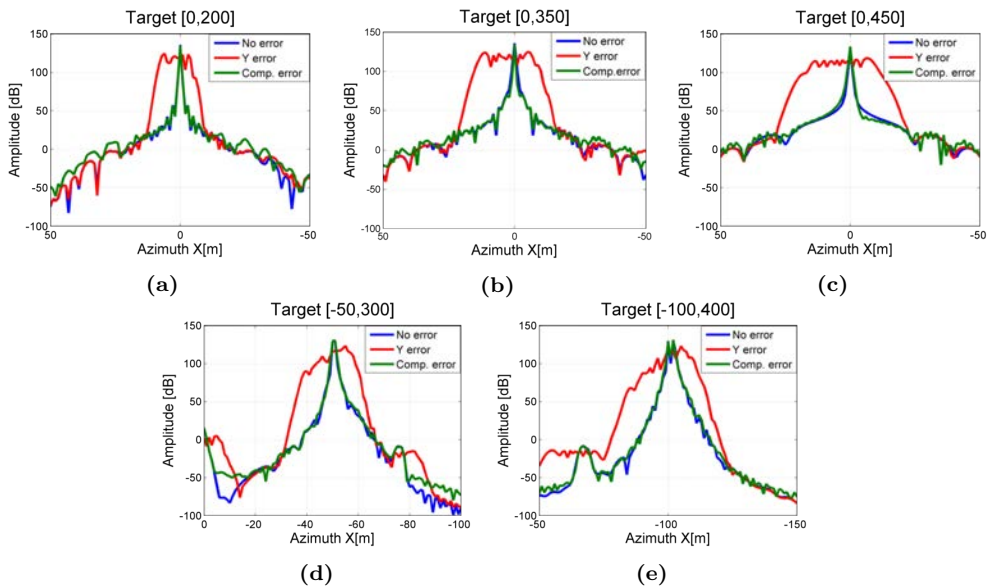 Target [0,200]
150
100
50
0
-50
-100
50
0
-50
Amplitude [dB]
Azimuth X[m]
No error
Y error
Comp. error
(a)
Target [0,350]
150
100
50
0
-50
-100
50
0
-50
Amplitude [dB]
Azimuth X[m]
No error
Y error
Comp.error
(b)
Target [0,450]
150
100
50
0
-50
-100
50
0
-50
Amplitude [dB]
Azimuth X[m]
No error
Y error
Comp. error
(c)
Target [-50,300]
150
100
50
0
-50
-100
0
-20
-40
-60
-80
-100
Amplitude [dB]
Azimuth X[m]
No error
Y error
Comp. error
(d)
Target [-100,400]
150
100
50
0
-50
-100
-50
-100
-150
Amplitude [dB]
Azimuth X[m]
No error
Y error
Comp. error
(e)